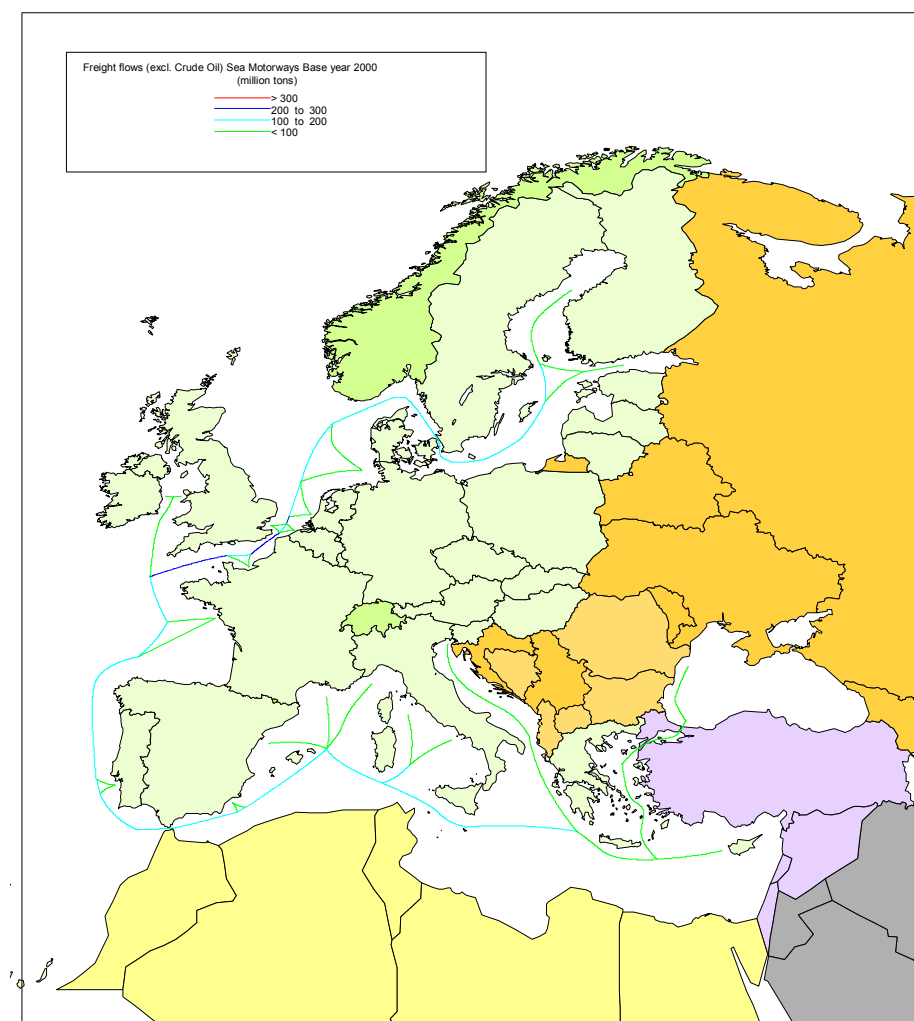 Freight flows (excl. Crude Oil) Sea Motorways Base year 2000
(million tons)
> 300
200 to 300
100 to 200
< 100